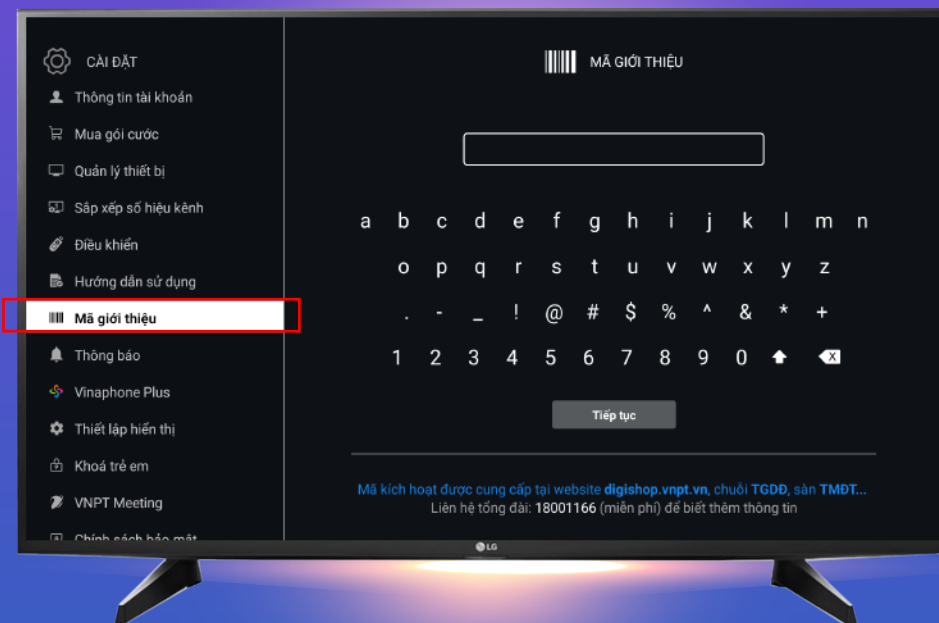 CÀI ĐẶT
Thông tin tài khoản
Mua gói cước
Quản lý thiết bị
Sắp xếp số hiệu kênh
Điều khiển
Hướng dẫn sử dụng
Mã giới thiệu
Thông báo
Vinaphone Plus
Thiết lập hiển thị
Khoá trẻ em
VNPT Meeting
Chính sách bảo mật
MÃ GIỚI THIỆU
a b c d e f g h i j k l m n
o p q r s t u v w x y z
. - _ ! @ # $ % ^ & * +
1 2 3 4 5 6 7 8 9 0
Tiếp tục
Mã kích hoạt được cung cấp tại website digishop.vnpt.vn, chuỗi TGDĐ, sàn TMĐT...
Liên hệ tổng đài: 18001166 (miễn phí) để biết thêm thông tin
LG